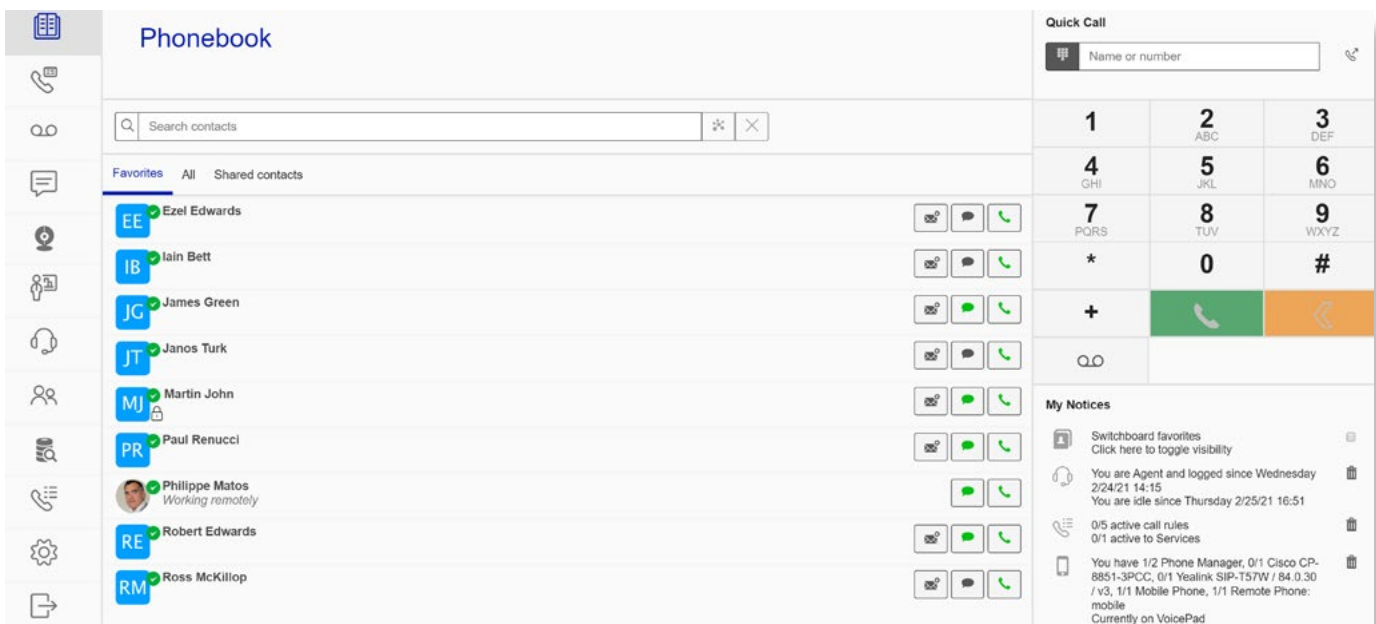 Phonebook
Search contacts
Favorites All Shared contacts
EE Ezel Edwards
IB Iain Bett
JG James Green
JT Janos Turk
MJ Martin John
PR Paul Renucci
Philippe Matos
Working remotely
RE Robert Edwards
RM Ross McKillop
Quick Call
Name or number
1 2 3
ABC DEF
4 5 6
GHI JKL MNO
7 8 9
PQRS TUV WXYZ
* 0 #
+
My Notices
Switchboard favorites
Click here to toggle visibility
You are Agent and logged since Wednesday
2/24/21 14:15
You are idle since Thursday 2/25/21 16:51
0/5 active call rules
0/1 active to Services
You have 1/2 Phone Manager, 0/1 Cisco CP-
8851-3PCC, 0/1 Yealink SIP-T57W / 84.0.30
/ v3, 1/1 Mobile Phone, 1/1 Remote Phone:
mobile
Currently on VoicePad